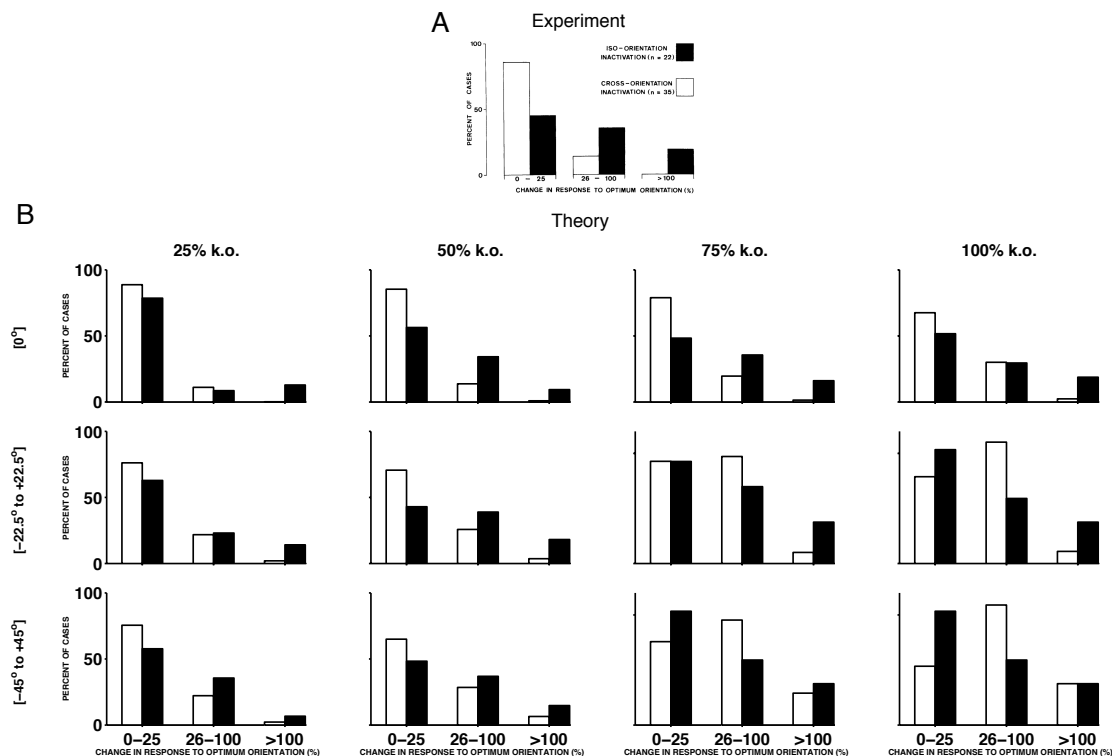 A
Experiment
100
50
0
PERCENT OF CASES
ISO-ORIENTATION
INACTIVATION (n = 22)
CROSS-ORIENTATION
INACTIVATION (n = 35)
0 - 25
26 - 100
>100
CHANGE IN RESPONSE TO OPTIMUM ORIENTATION (%)
B
Theory
25% k.o.
50% k.o.
75% k.o.
100% k.o.
[0°]
PERCENT OF CASES
100
50
0
[−22.5° to +22.5°]
PERCENT OF CASES
100
50
0
[−45° to +45°]
PERCENT OF CASES
100
50
0
0−25 26−100 >100
CHANGE IN RESPONSE TO OPTIMUM ORIENTATION (%)
0−25 26−100 >100
CHANGE IN RESPONSE TO OPTIMUM ORIENTATION (%)
0−25 26−100 >100
CHANGE IN RESPONSE TO OPTIMUM ORIENTATION (%)
0−25 26−100 >100
CHANGE IN RESPONSE TO OPTIMUM ORIENTATION (%)